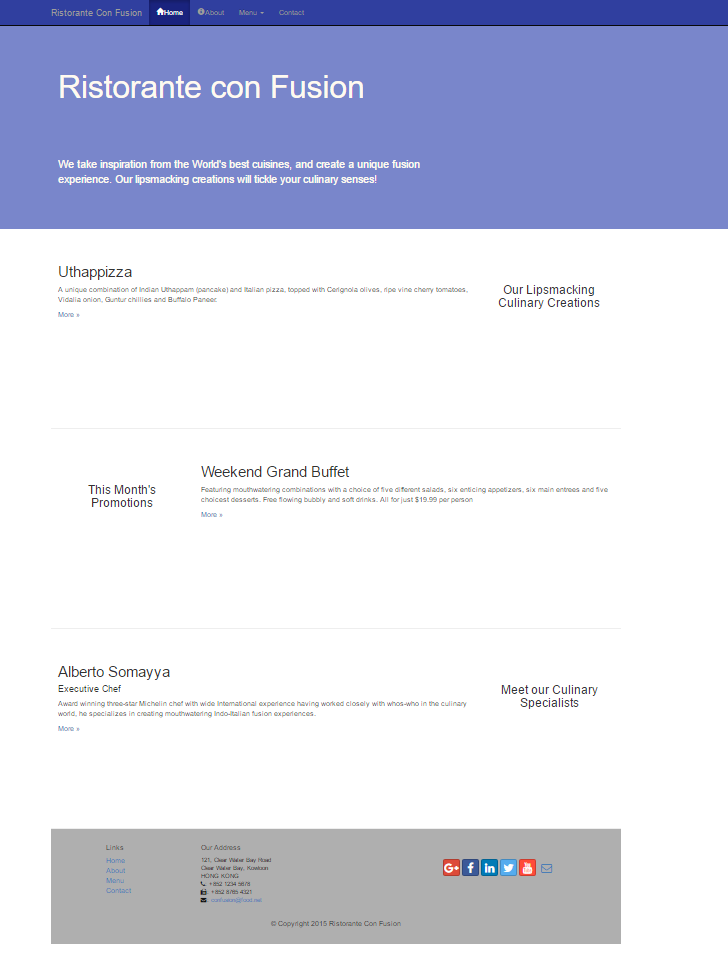 Ristorante Con Fusion Home About Menu Contact
Ristorante con Fusion
We take inspiration from the World's best cuisines, and create a unique fusion
experience. Our lipsmacking creations will tickle your culinary senses!
Uthappizza
A unique combination of Indian Uthappam (pancake) and Italian pizza, topped with Cerignola olives, ripe vine cherry tomatoes,
Vidalia onion, Guntur chillies and Buffalo Paneer.
More »
Our Lipsmacking
Culinary Creations
This Month's
Promotions
Weekend Grand Buffet
Featuring mouthwatering combinations with a choice of five different salads, six enticing appetizers, six main entrees and five
choicest desserts. Free flowing bubbly and soft drinks. All for just $19.99 per person
More »
Alberto Somayya
Executive Chef
Award winning three-star Michelin chef with wide International experience having worked closely with whos-who in the culinary
world, he specializes in creating mouthwatering Indo-Italian fusion experiences.
More »
Meet our Culinary
Specialists
Links
Home
About
Menu
Contact
Our Address
121, Clear Water Bay Road
Clear Water Bay, Kowloon
HONG KONG
: +852 1234 5678
: +852 8765 4321
: confusion@food.net
G+ f in You Tube
© Copyright 2015 Ristorante Con Fusion